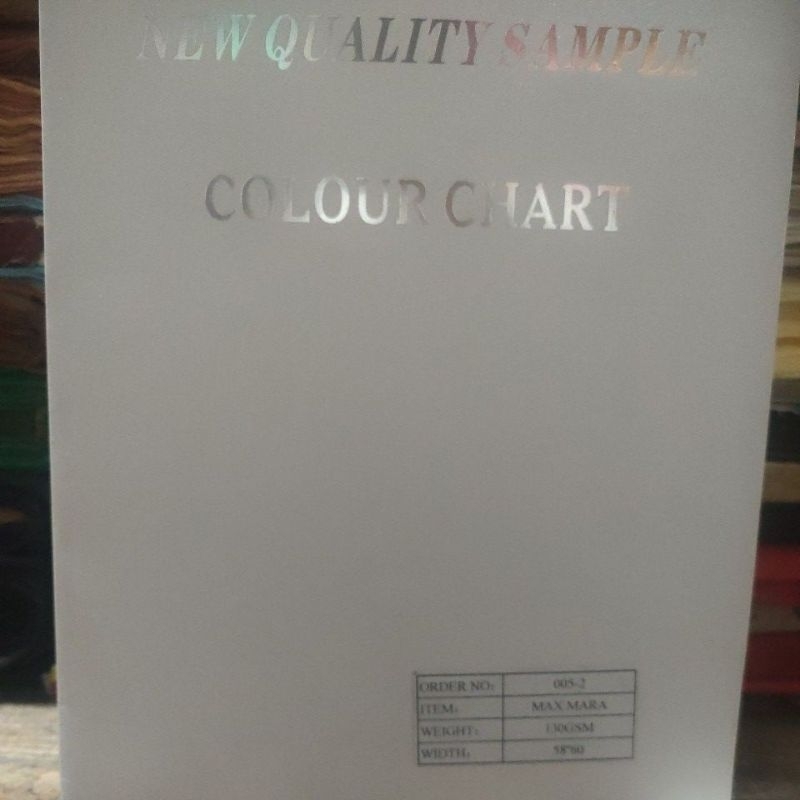 NEW QUALITY SAMPLE
COLOUR CHART
ORDER NO: 005-2
ITEM: MAX MARA
WEIGHT: 130GSM
WIDTH: 58"60